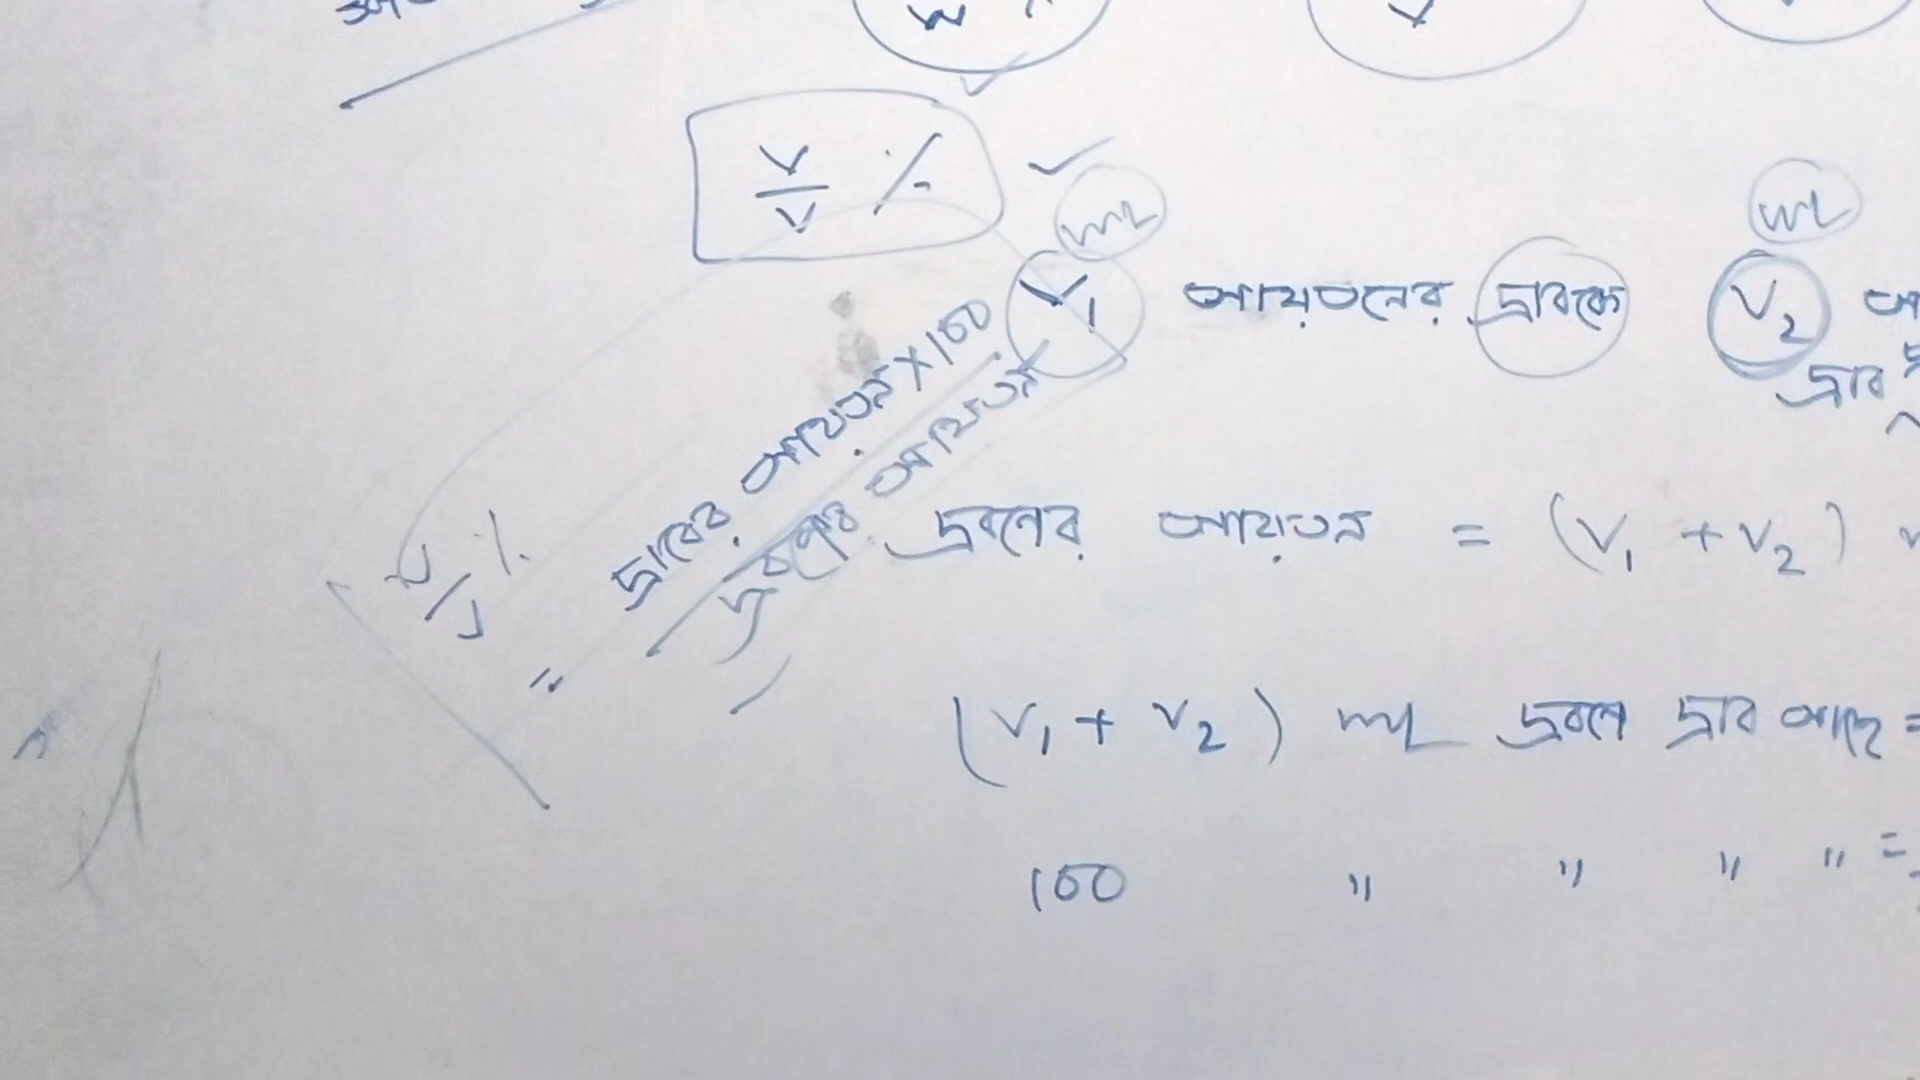 V/V %
mL mL
V₁ আয়তনের দ্রাবকে V₂
দ্রাব
দ্রাবের আয়তন × 100
দ্রবণের আয়তন
দ্রবণের আয়তন = (V₁ + V₂)
V/V %
=
(V₁ + V₂) mL দ্রবণে দ্রাব আছে =
100 " " " " =